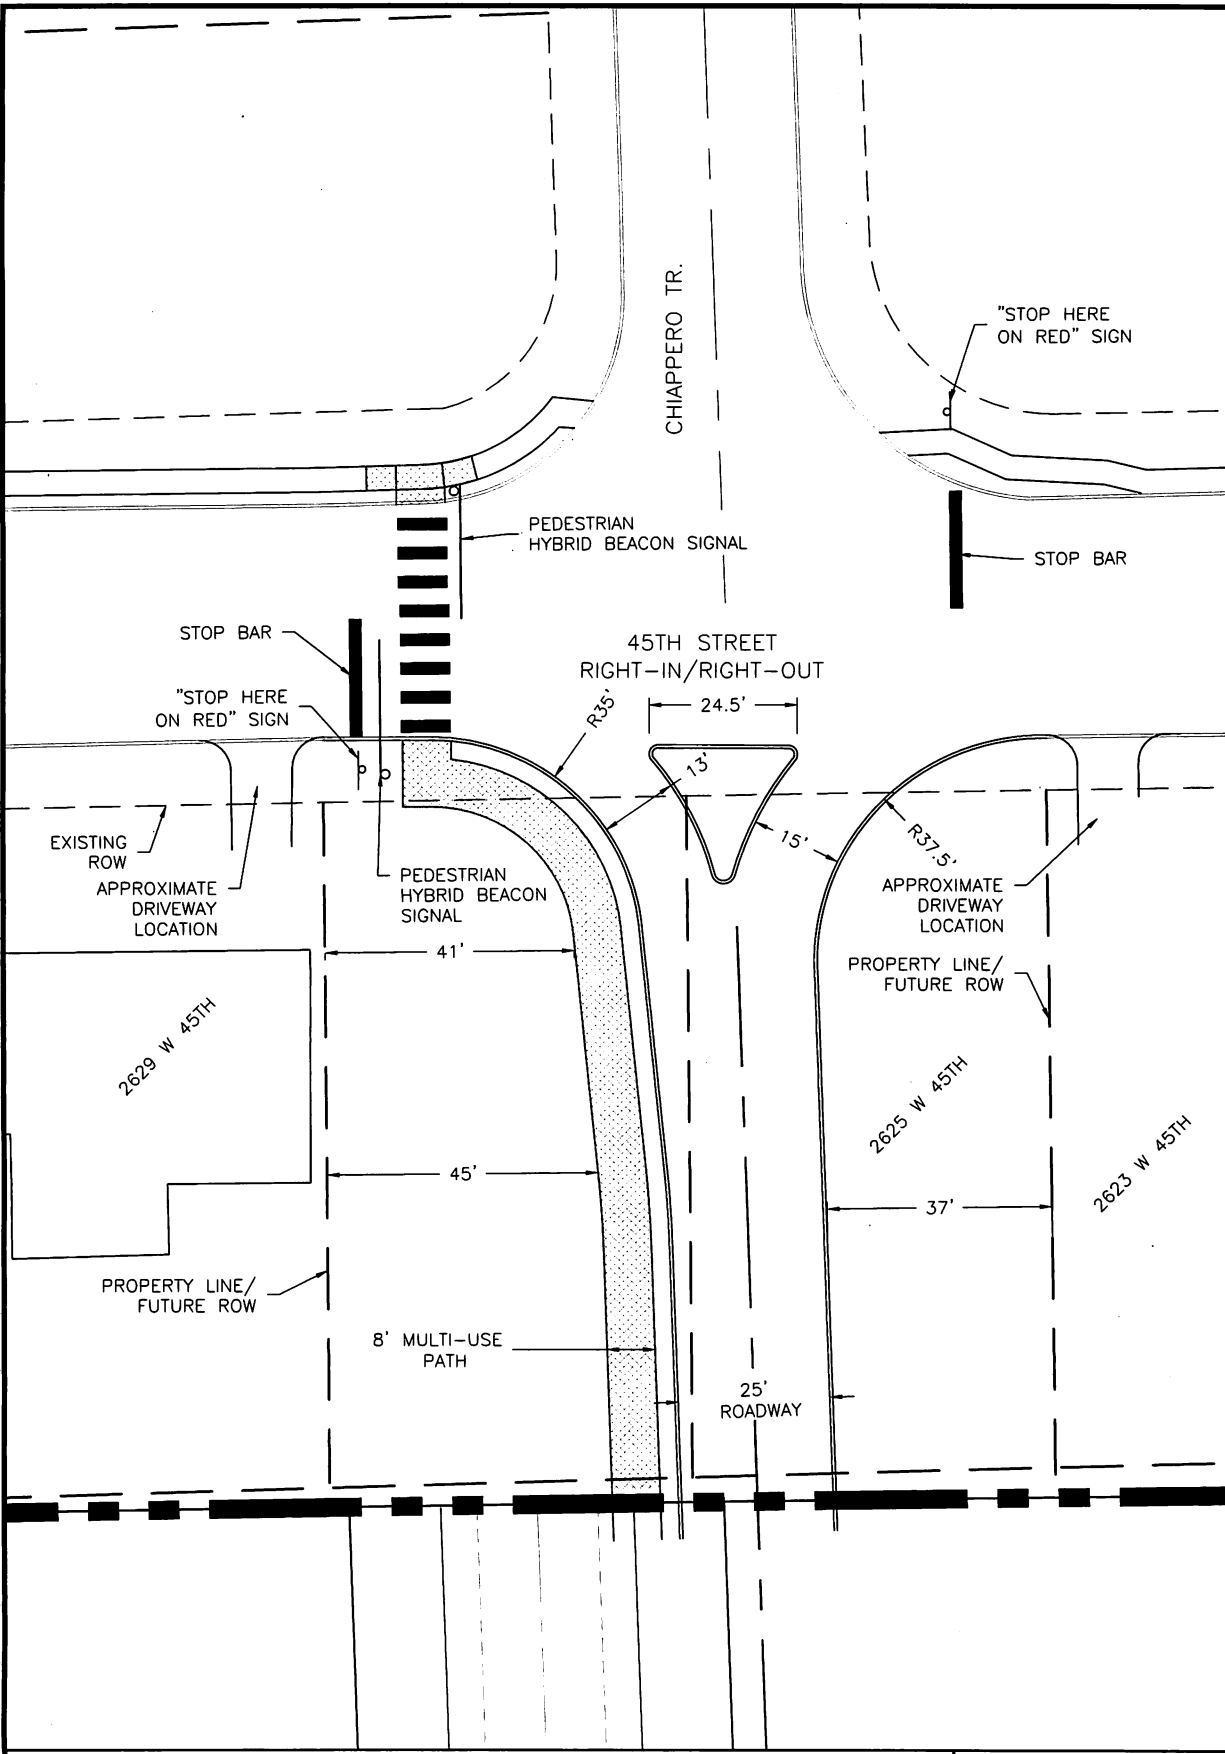 CHIAPPERO TR.
"STOP HERE
ON RED" SIGN
PEDESTRIAN
HYBRID BEACON SIGNAL
STOP BAR
STOP BAR
45TH STREET
RIGHT-IN/RIGHT-OUT
"STOP HERE
ON RED" SIGN
24.5'
R35'
13'
15'
R37.5'
EXISTING
ROW
APPROXIMATE
DRIVEWAY
LOCATION
PEDESTRIAN
HYBRID BEACON
SIGNAL
APPROXIMATE
DRIVEWAY
LOCATION
41'
PROPERTY LINE/
FUTURE ROW
2629 W 45TH
2625 W 45TH
2623 W 45TH
45'
37'
PROPERTY LINE/
FUTURE ROW
8' MULTI-USE
PATH
25'
ROADWAY